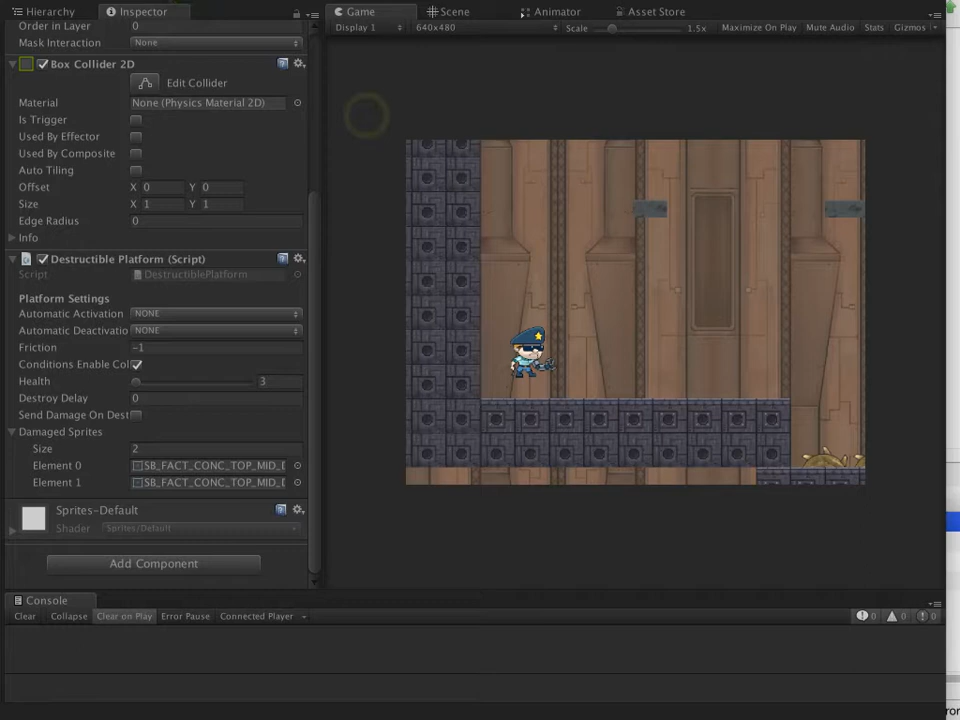 Hierarchy
Inspector
Game
Scene
Animator
Asset Store
Order in Layer
0
Display 1
640x480
Scale
1.5x
Maximize On Play
Mute Audio
Stats
Gizmos
Mask Interaction
None
Box Collider 2D
Edit Collider
Material
None (Physics Material 2D)
Is Trigger
Used By Effector
Used By Composite
Auto Tiling
Offset
X 0
Y 0
Size
X 1
Y 1
Edge Radius
0
Info
Destructible Platform (Script)
Script
DestructiblePlatform
Platform Settings
Automatic Activation
NONE
Automatic Deactivatio
NONE
Friction
-1
Conditions Enable Col
Health
3
Destroy Delay
0
Send Damage On Dest
Damaged Sprites
Size
2
Element 0
SB_FACT_CONC_TOP_MID_D
Element 1
SB_FACT_CONC_TOP_MID_D
Sprites-Default
Shader
Sprites/Default
Add Component
Console
Clear
Collapse
Clear on Play
Error Pause
Connected Player
0
0
0